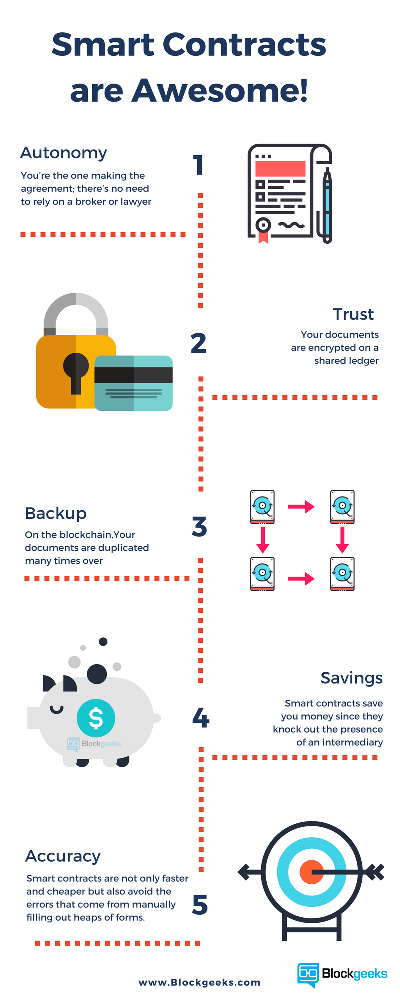 Smart Contracts
are Awesome!
Autonomy
1
You're the one making the
agreement; there's no need
to rely on a broker or lawyer
Trust
2
Your documents
are encrypted on a
shared ledger
Backup
3
On the blockchain,Your
documents are duplicated
many times over
Savings
4
Smart contracts save
you money since they
knock out the presence
of an intermediary
$
Blockgeeks
Accuracy
5
Smart contracts are not only faster
and cheaper but also avoid the
errors that come from manually
filling out heaps of forms.
www.Blockgeeks.com
Blockgeeks